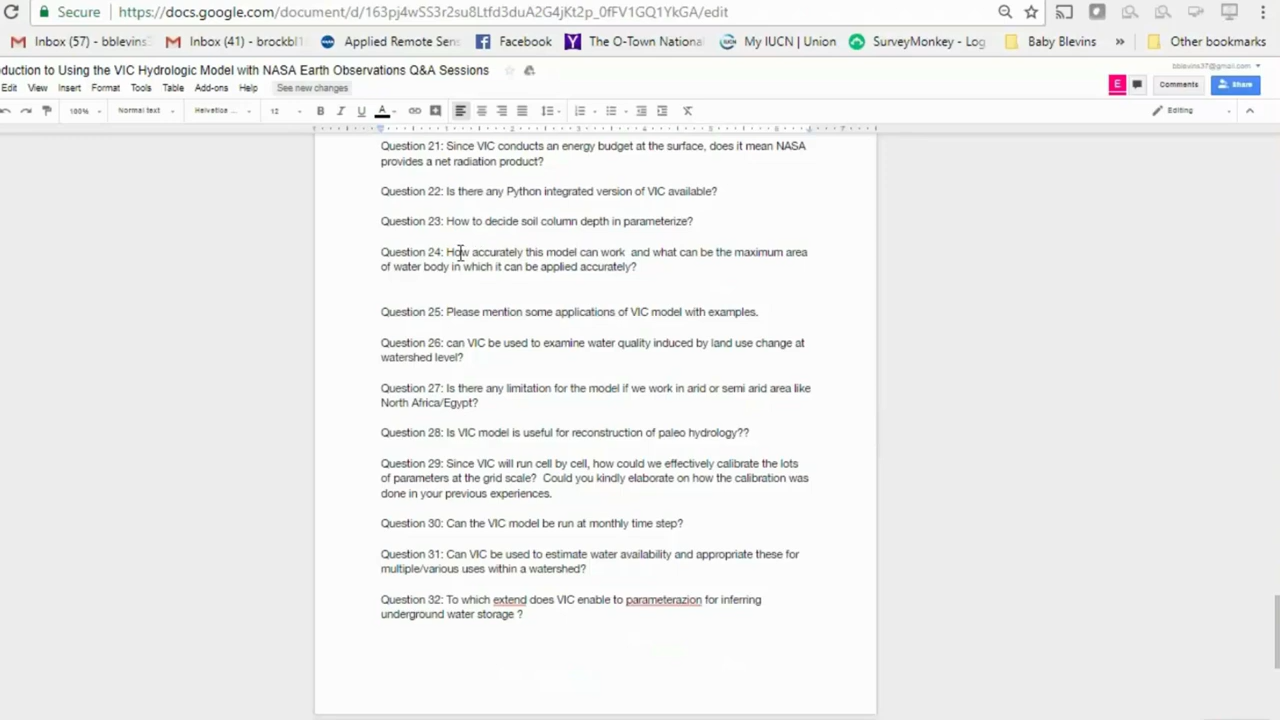 Secure https://docs.google.com/document/d/163pj4wSS3r2su8Ltfd3duA2G4jKt2p_0fFV1GQ1YkGA/edit
Inbox (57) - bblevins Inbox (41) - brockbl1 Applied Remote Sens Facebook The O-Town National My IUCN | Union SurveyMonkey - Log Baby Blevins » Other bookmarks
bblevins37@gmail.com
oduction to Using the VIC Hydrologic Model with NASA Earth Observations Q&A Sessions
E Comments Share
Edit View Insert Format Tools Table Add-ons Help See new changes
100% Normal text Helvetica ... 12 B I U A Editing
Question 21: Since VIC conducts an energy budget at the surface, does it mean NASA
provides a net radiation product?
Question 22: Is there any Python integrated version of VIC available?
Question 23: How to decide soil column depth in parameterize?
Question 24: How accurately this model can work and what can be the maximum area
of water body in which it can be applied accurately?
Question 25: Please mention some applications of VIC model with examples.
Question 26: can VIC be used to examine water quality induced by land use change at
watershed level?
Question 27: Is there any limitation for the model if we work in arid or semi arid area like
North Africa/Egypt?
Question 28: Is VIC model is useful for reconstruction of paleo hydrology??
Question 29: Since VIC will run cell by cell, how could we effectively calibrate the lots
of parameters at the grid scale? Could you kindly elaborate on how the calibration was
done in your previous experiences.
Question 30: Can the VIC model be run at monthly time step?
Question 31: Can VIC be used to estimate water availability and appropriate these for
multiple/various uses within a watershed?
Question 32: To which extend does VIC enable to parameterazion for inferring
underground water storage ?